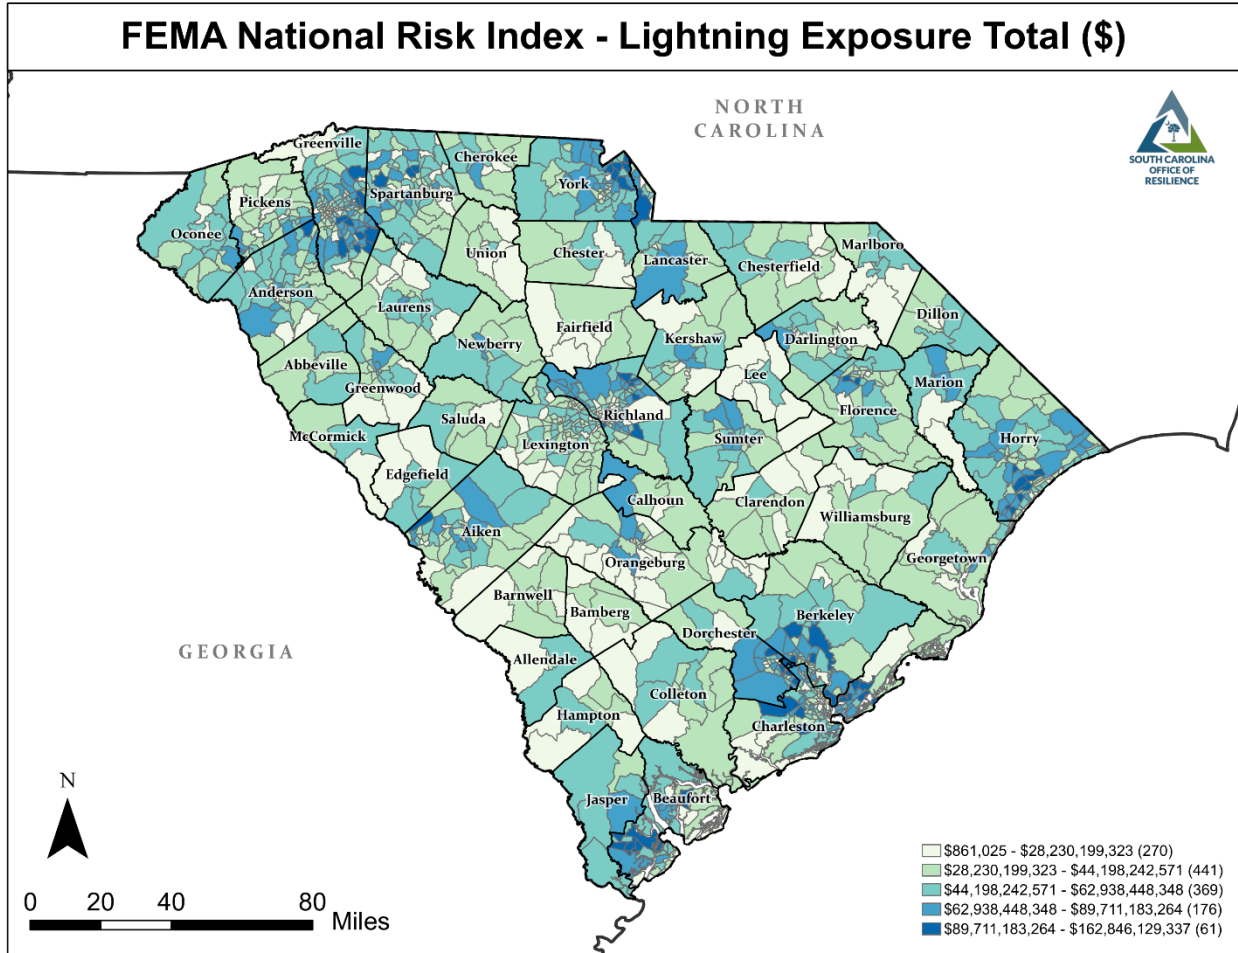 FEMA National Risk Index - Lightning Exposure Total ($)
NORTH
CAROLINA
SOUTH CAROLINA
OFFICE OF
RESILIENCE
Greenville
Cherokee
York
Spartanburg
Pickens
Oconee
Union
Chester
Lancaster
Chesterfield
Marlboro
Anderson
Laurens
Dillon
Fairfield
Newberry
Kershaw
Darlington
Abbeville
Lee
Marion
Greenwood
Richland
Florence
Saluda
McCormick
Lexington
Sumter
Horry
Edgefield
Calhoun
Clarendon
Williamsburg
Aiken
Orangeburg
Georgetown
Barnwell
Bamberg
Berkeley
Dorchester
GEORGIA
Allendale
Colleton
Hampton
Charleston
Jasper
Beaufort
N
0 20 40 80 Miles
$861,025 - $28,230,199,323 (270)
$28,230,199,323 - $44,198,242,571 (441)
$44,198,242,571 - $62,938,448,348 (369)
$62,938,448,348 - $89,711,183,264 (176)
$89,711,183,264 - $162,846,129,337 (61)